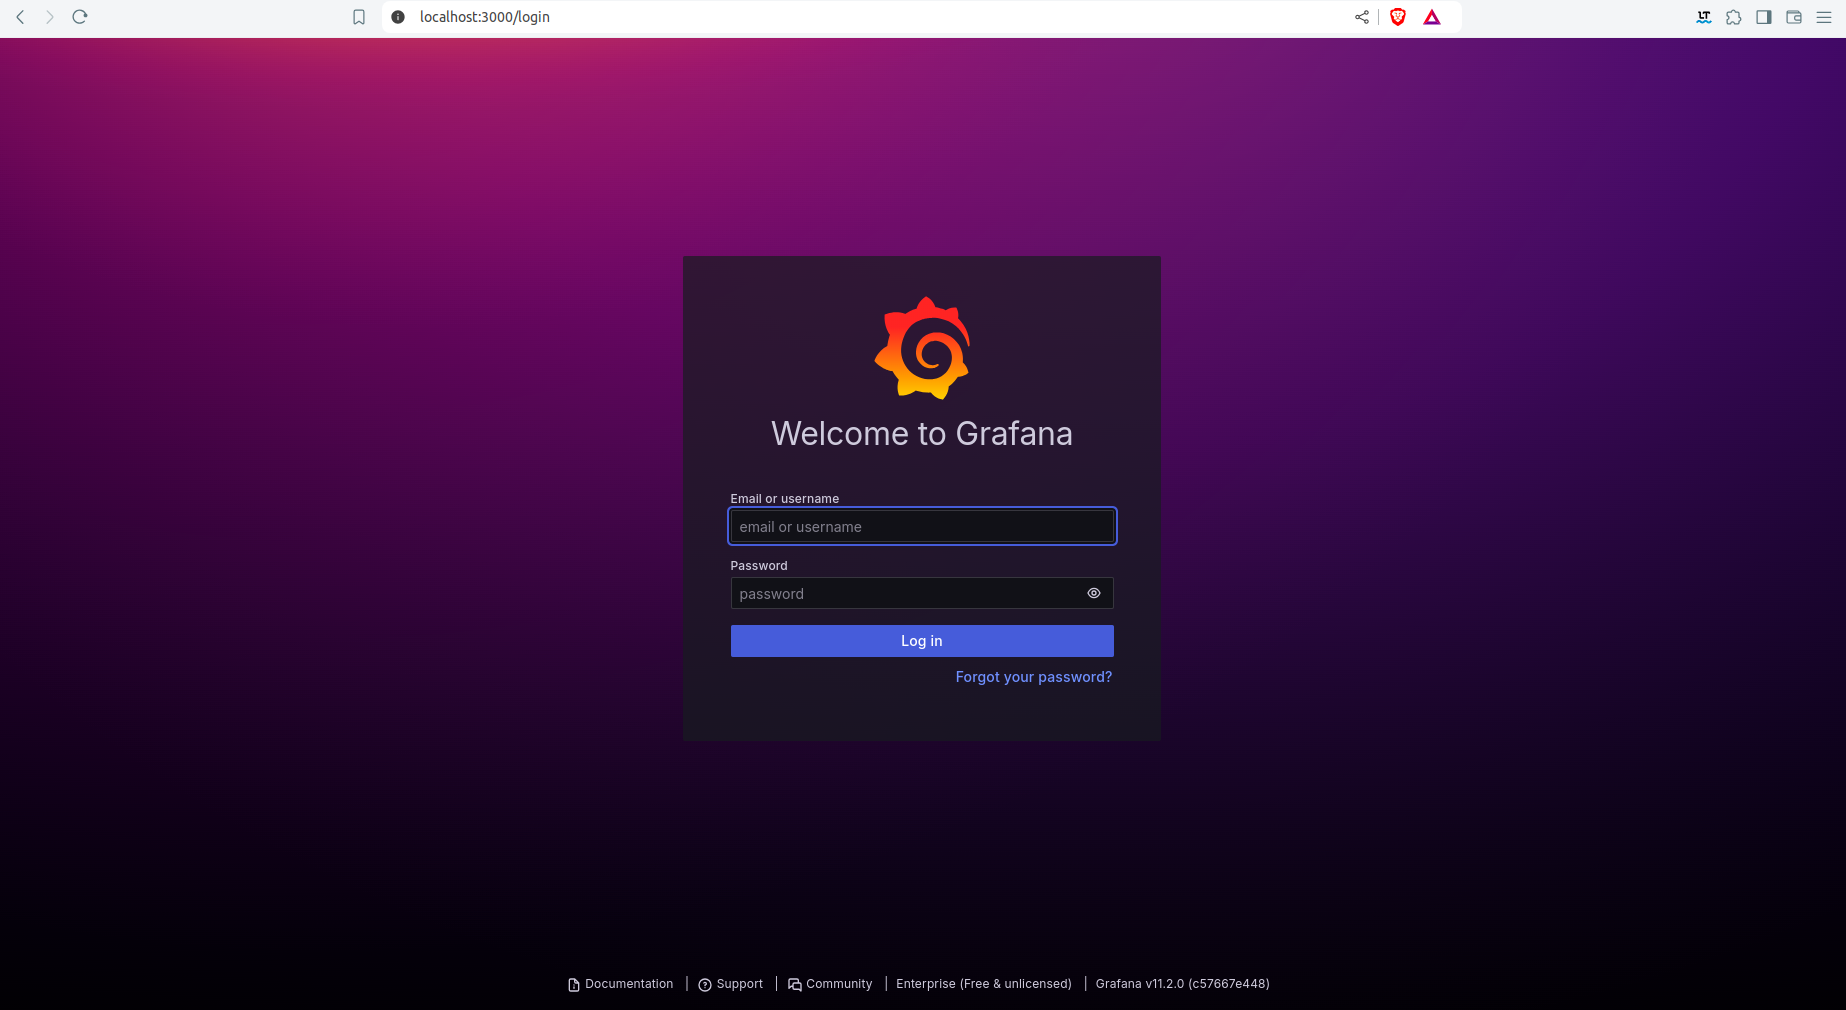 localhost:3000/login
LT
Welcome to Grafana
Email or username
email or username
Password
password
Log in
Forgot your password?
Documentation | Support | Community | Enterprise (Free & unlicensed) | Grafana v11.2.0 (c57667e448)